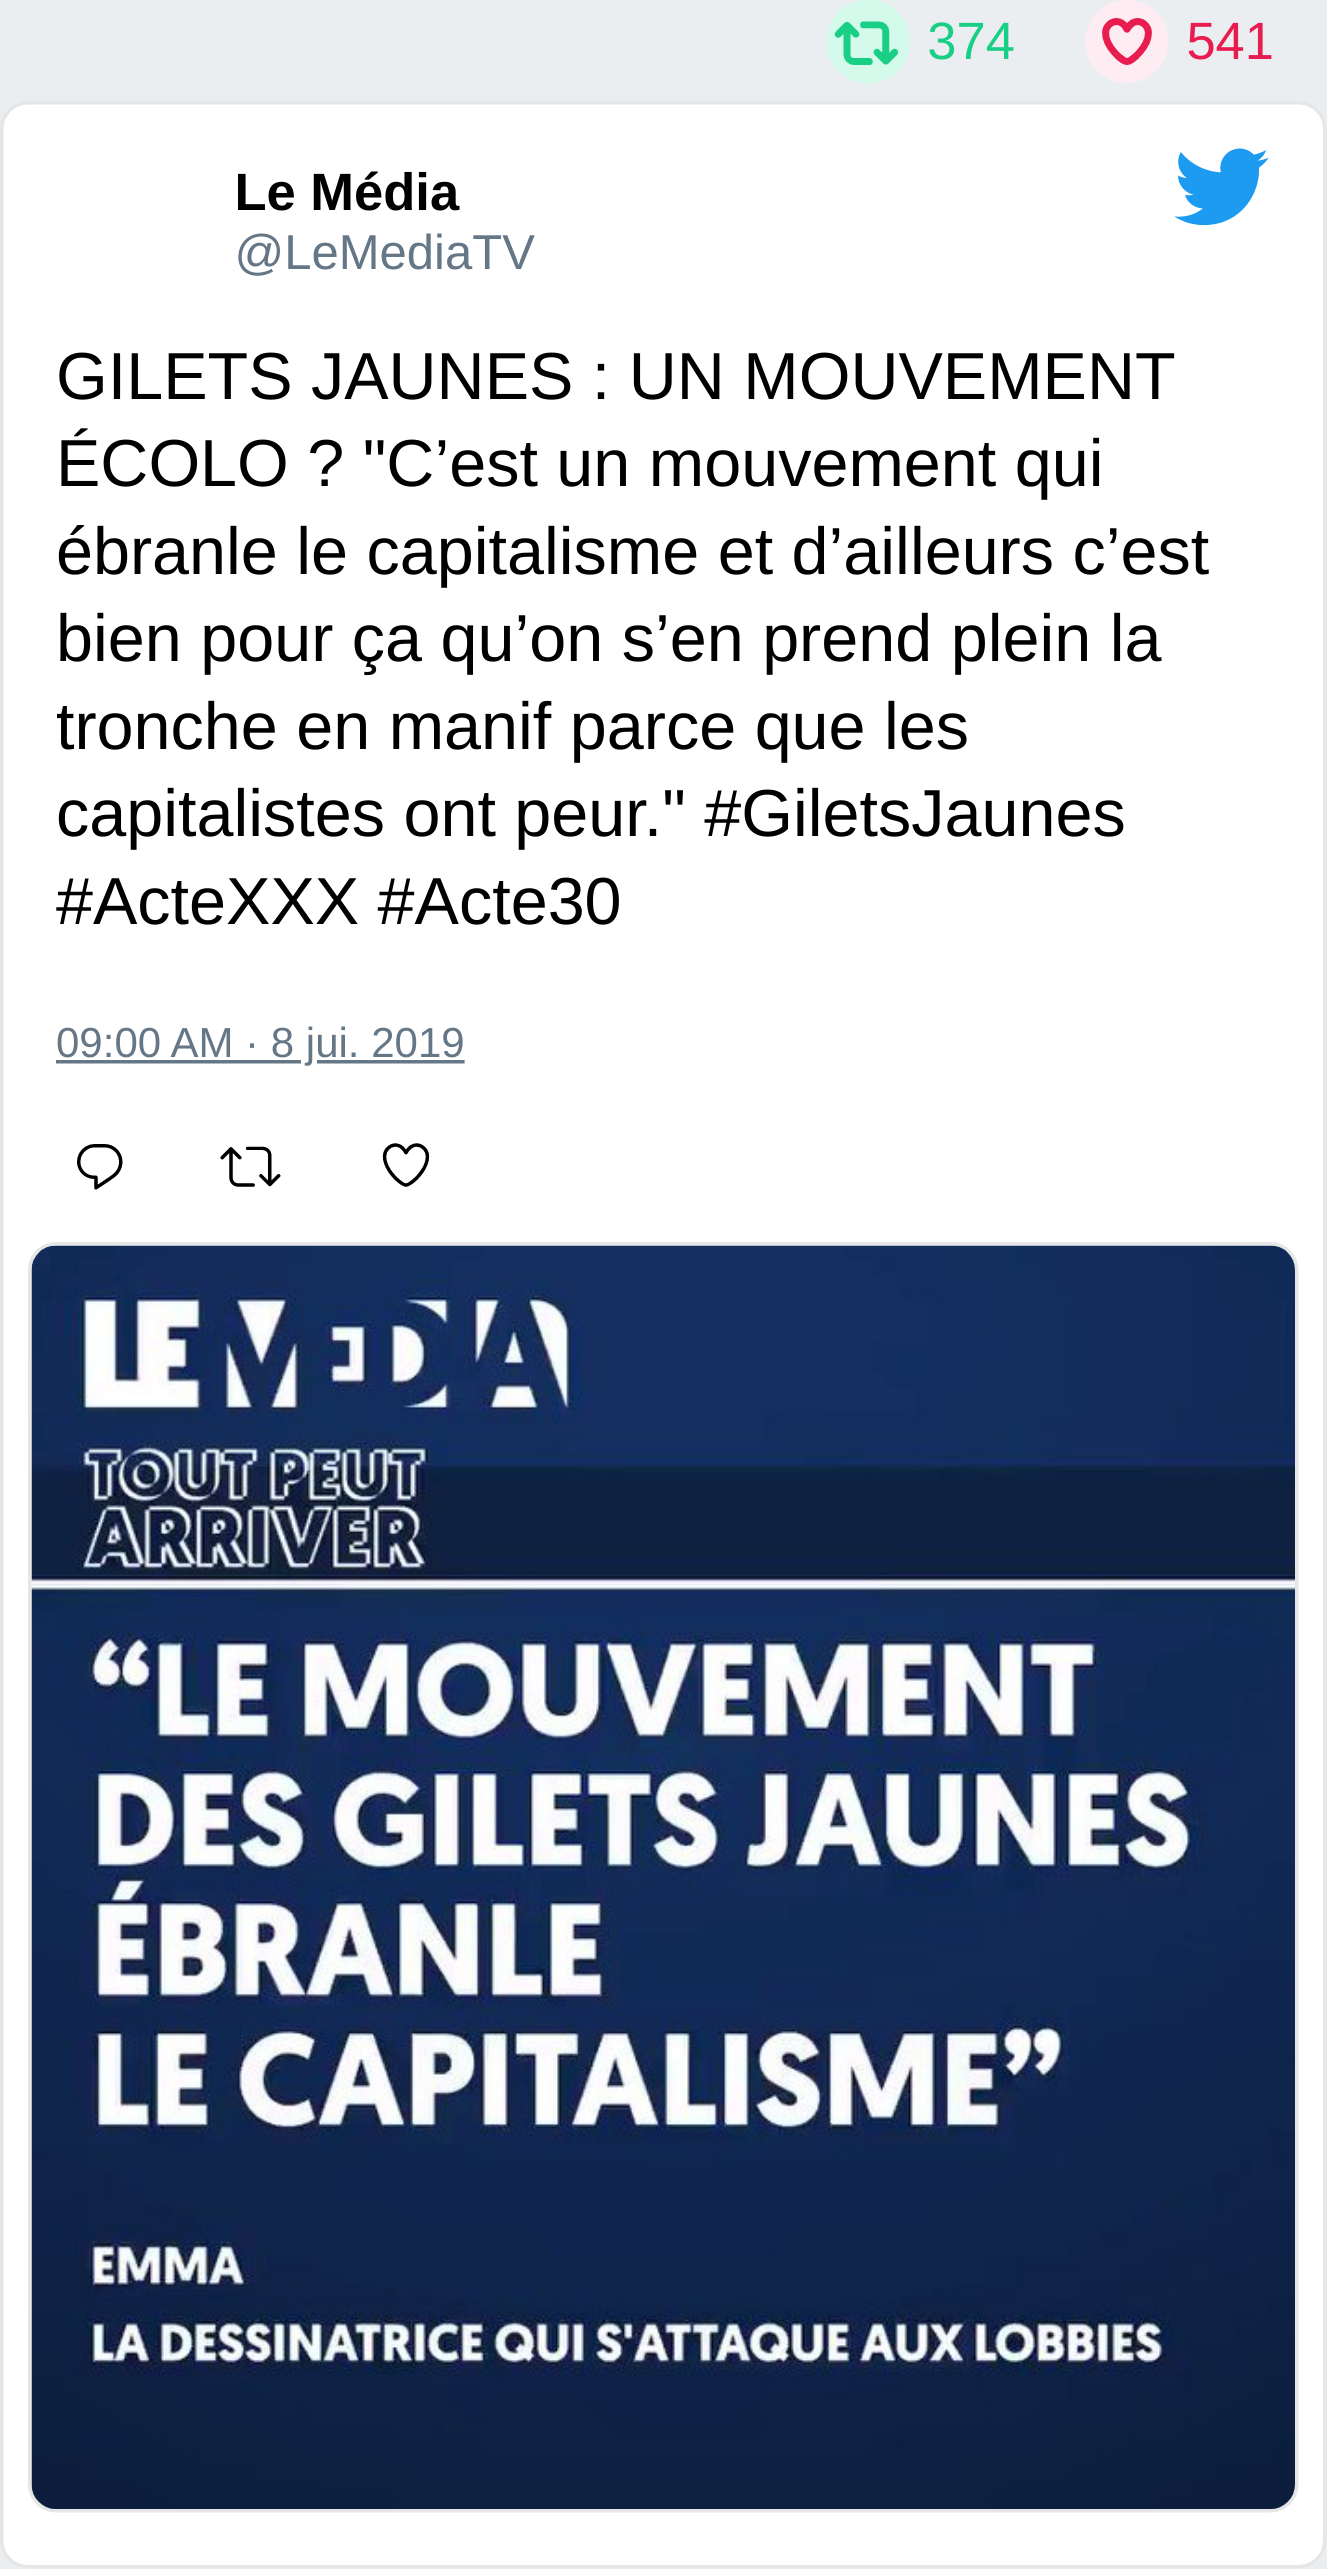 374 541
Le Média
@LeMediaTV
GILETS JAUNES : UN MOUVEMENT
ÉCOLO ? "C’est un mouvement qui
ébranle le capitalisme et d’ailleurs c’est
bien pour ça qu’on s’en prend plein la
tronche en manif parce que les
capitalistes ont peur." #GiletsJaunes
#ActeXXX #Acte30
09:00 AM · 8 jui. 2019
LE MEDIA
TOUT PEUT
ARRIVER
“LE MOUVEMENT
DES GILETS JAUNES
ÉBRANLE
LE CAPITALISME”
EMMA
LA DESSINATRICE QUI S'ATTAQUE AUX LOBBIES